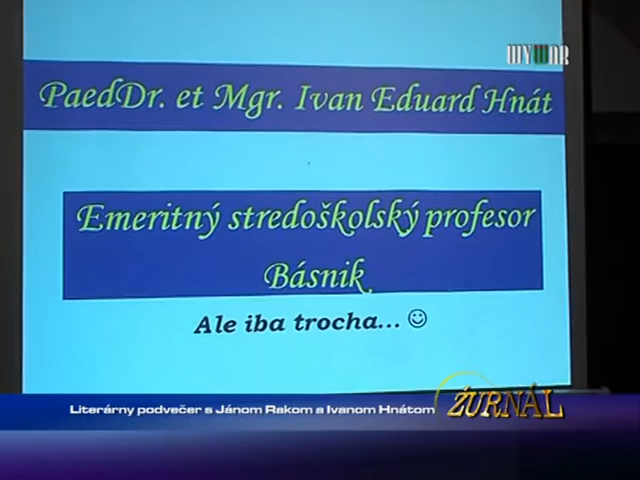 WYWAR
PaedDr. et Mgr. Ivan Eduard Hnát
Emeritný stredoškolský profesor
Básnik
Ale iba trocha... ☺
Literárny podvečer s Jánom Rakom a Ivanom Hnátom
ŽURNÁL